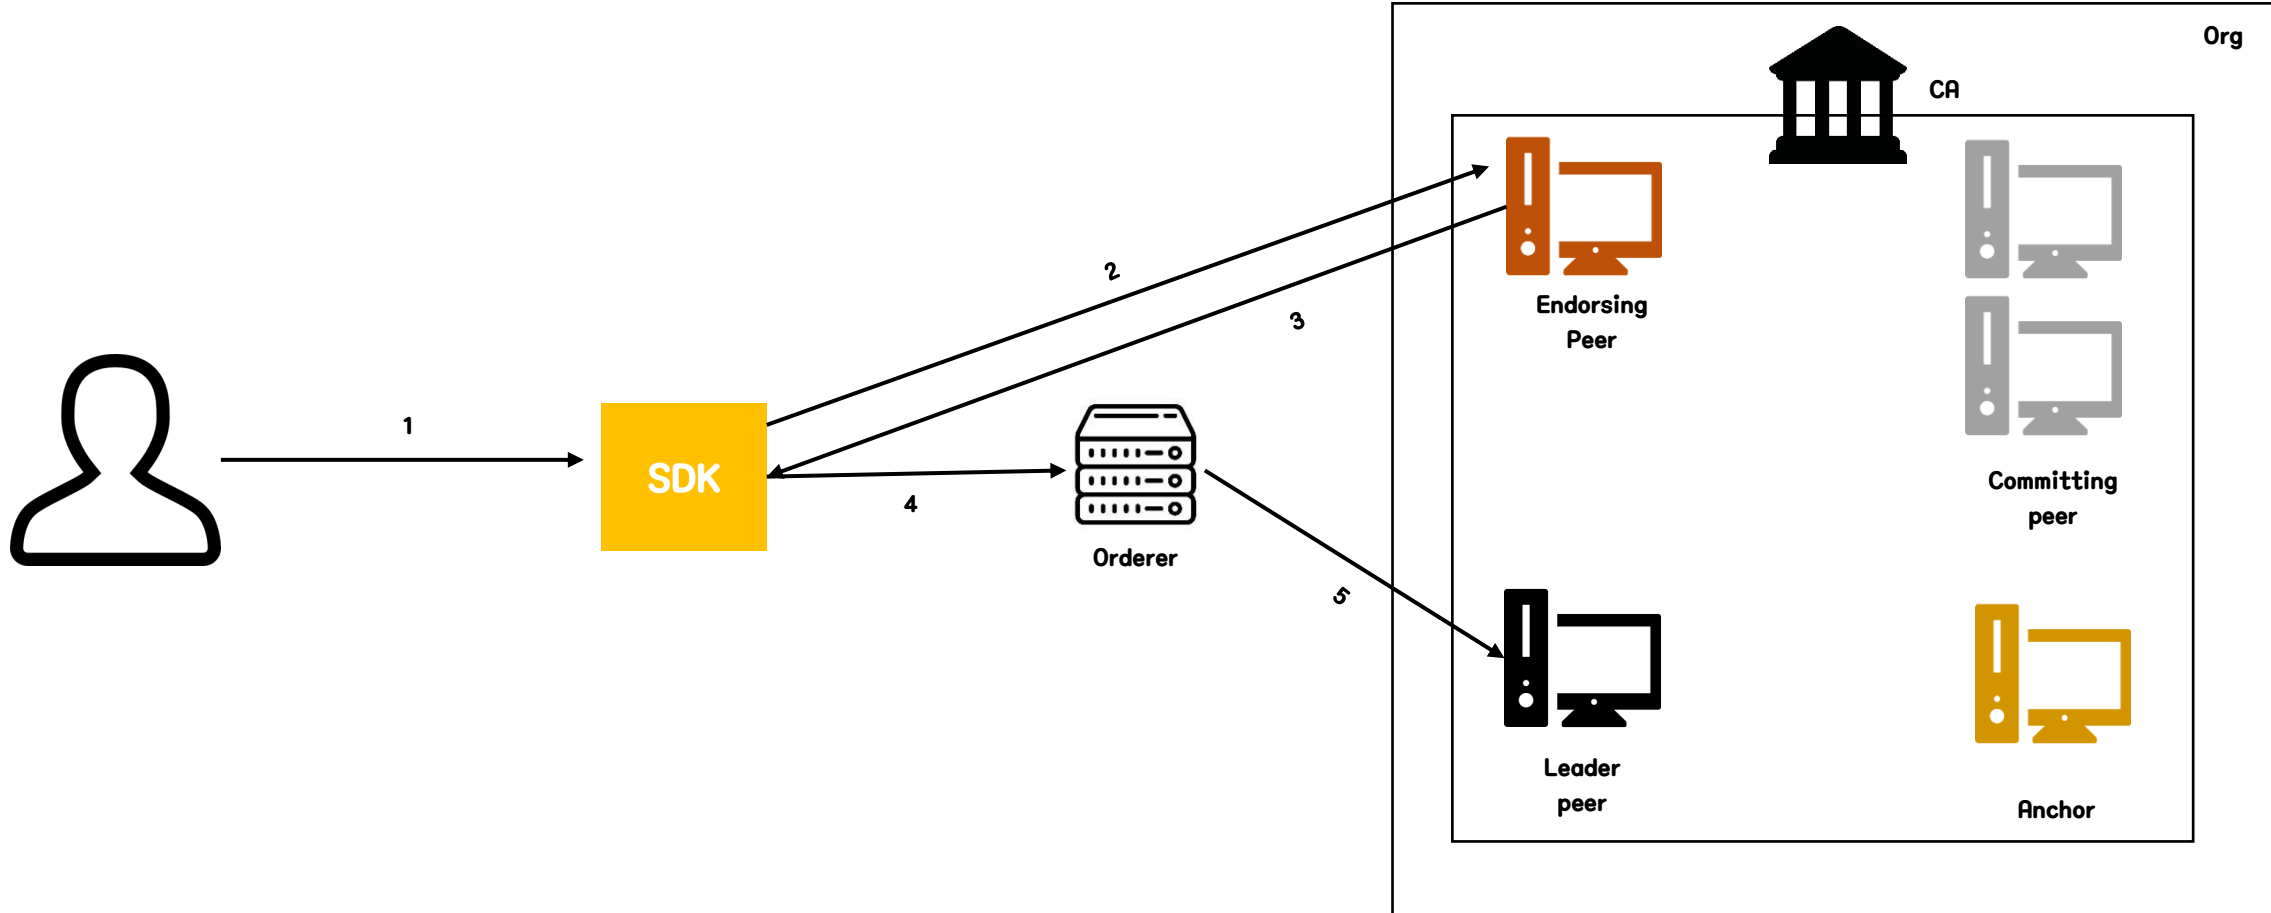 Org
CA
Endorsing
Peer
Committing
peer
Leader
peer
Anchor
1
SDK
2
3
4
Orderer
5